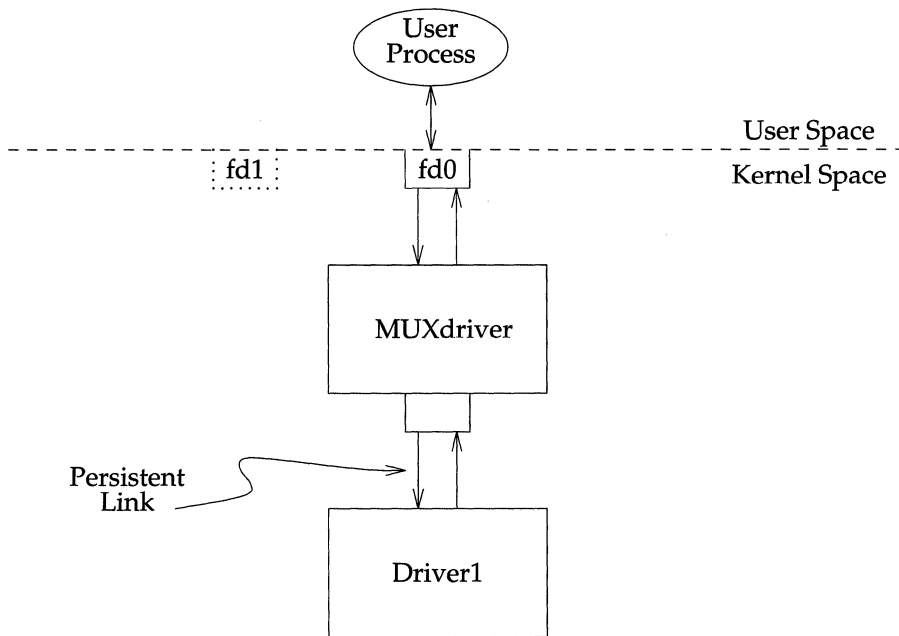 User
Process
User Space
fd1
fd0
Kernel Space
MUXdriver
Persistent
Link
Driver1